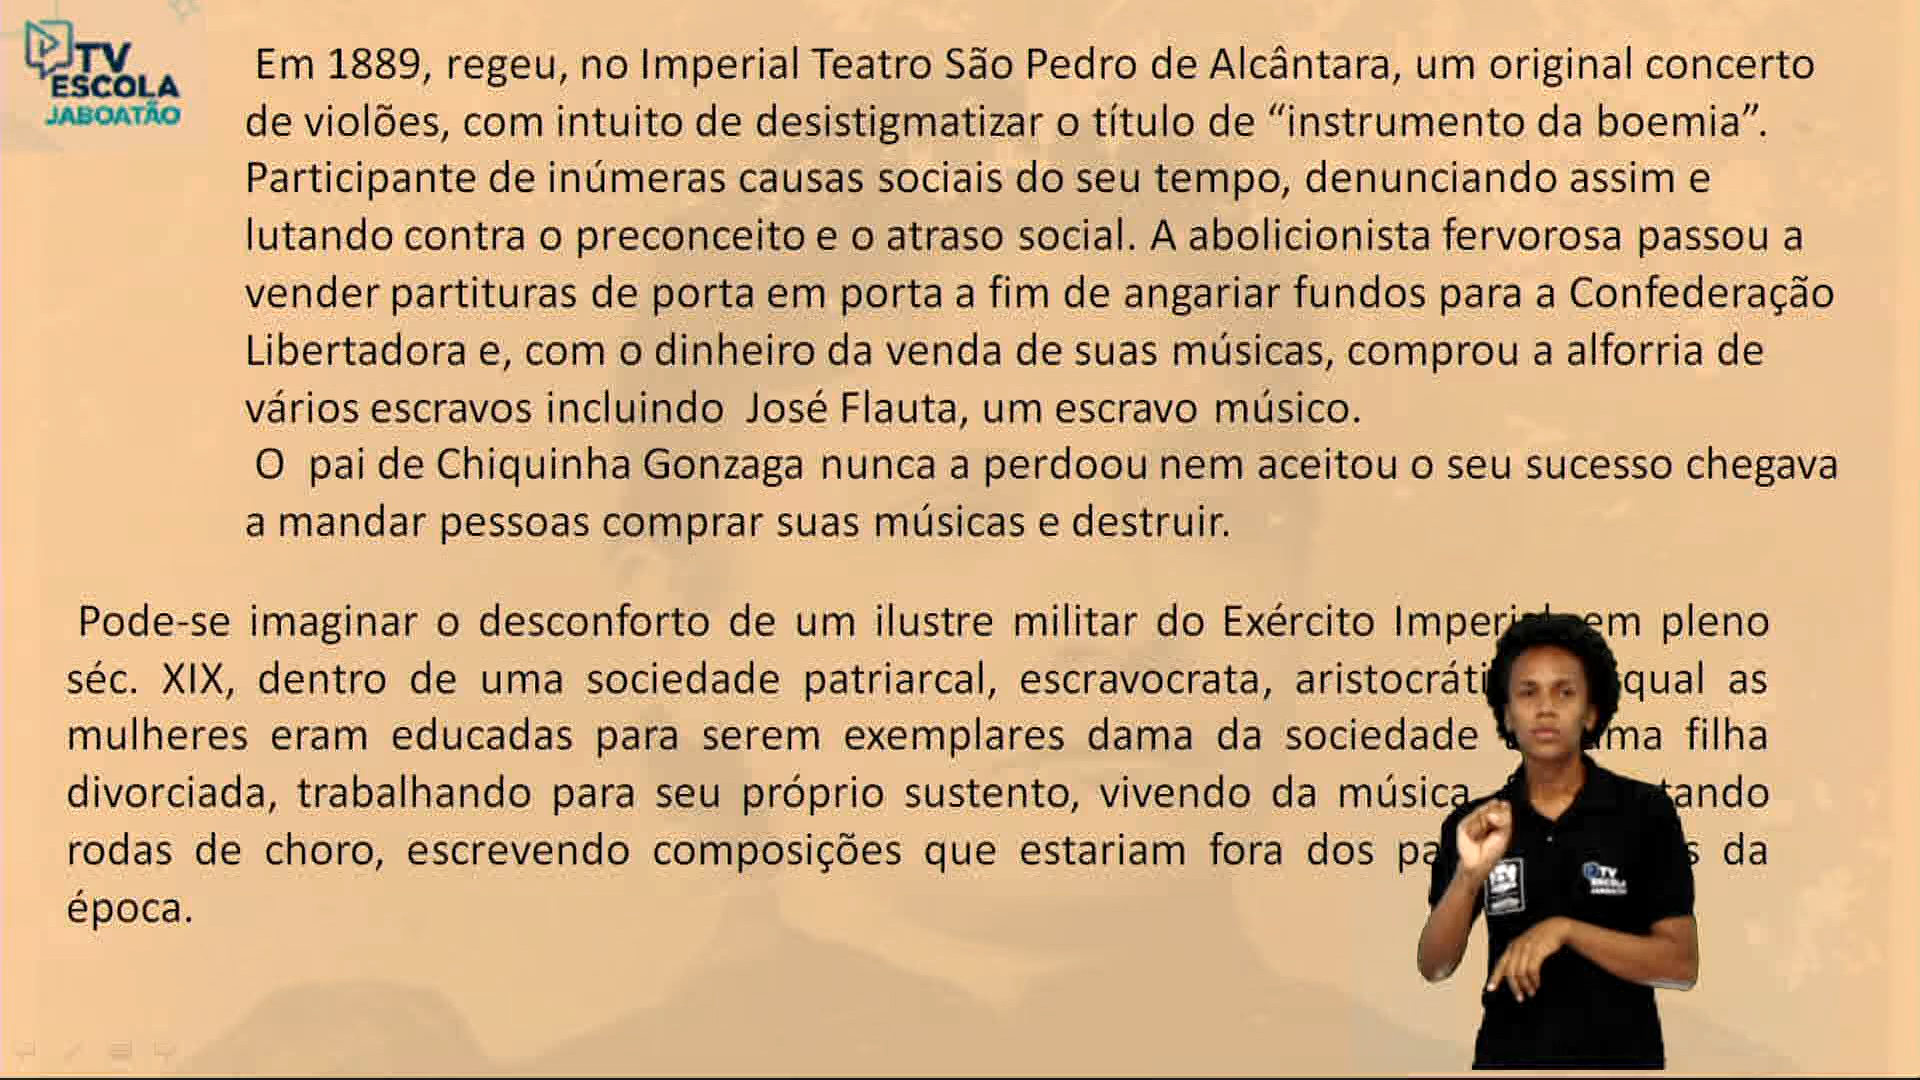 TV
ESCOLA
JABOATÃO
Em 1889, regeu, no Imperial Teatro São Pedro de Alcântara, um original concerto
de violões, com intuito de desistigmatizar o título de “instrumento da boemia”.
Participante de inúmeras causas sociais do seu tempo, denunciando assim e
lutando contra o preconceito e o atraso social. A abolicionista fervorosa passou a
vender partituras de porta em porta a fim de angariar fundos para a Confederação
Libertadora e, com o dinheiro da venda de suas músicas, comprou a alforria de
vários escravos incluindo José Flauta, um escravo músico.
O pai de Chiquinha Gonzaga nunca a perdoou nem aceitou o seu sucesso chegava
a mandar pessoas comprar suas músicas e destruir.
Pode-se imaginar o desconforto de um ilustre militar do Exército Imperial em pleno
séc. XIX, dentro de uma sociedade patriarcal, escravocrata, qual as
mulheres eram educadas para serem exemplares dama da sociedade filha
divorciada, trabalhando para seu próprio sustento, vivendo da música
rodas de choro, escrevendo composições que estariam fora dos da
época.
TV
ESCOLA
JABOATÃO